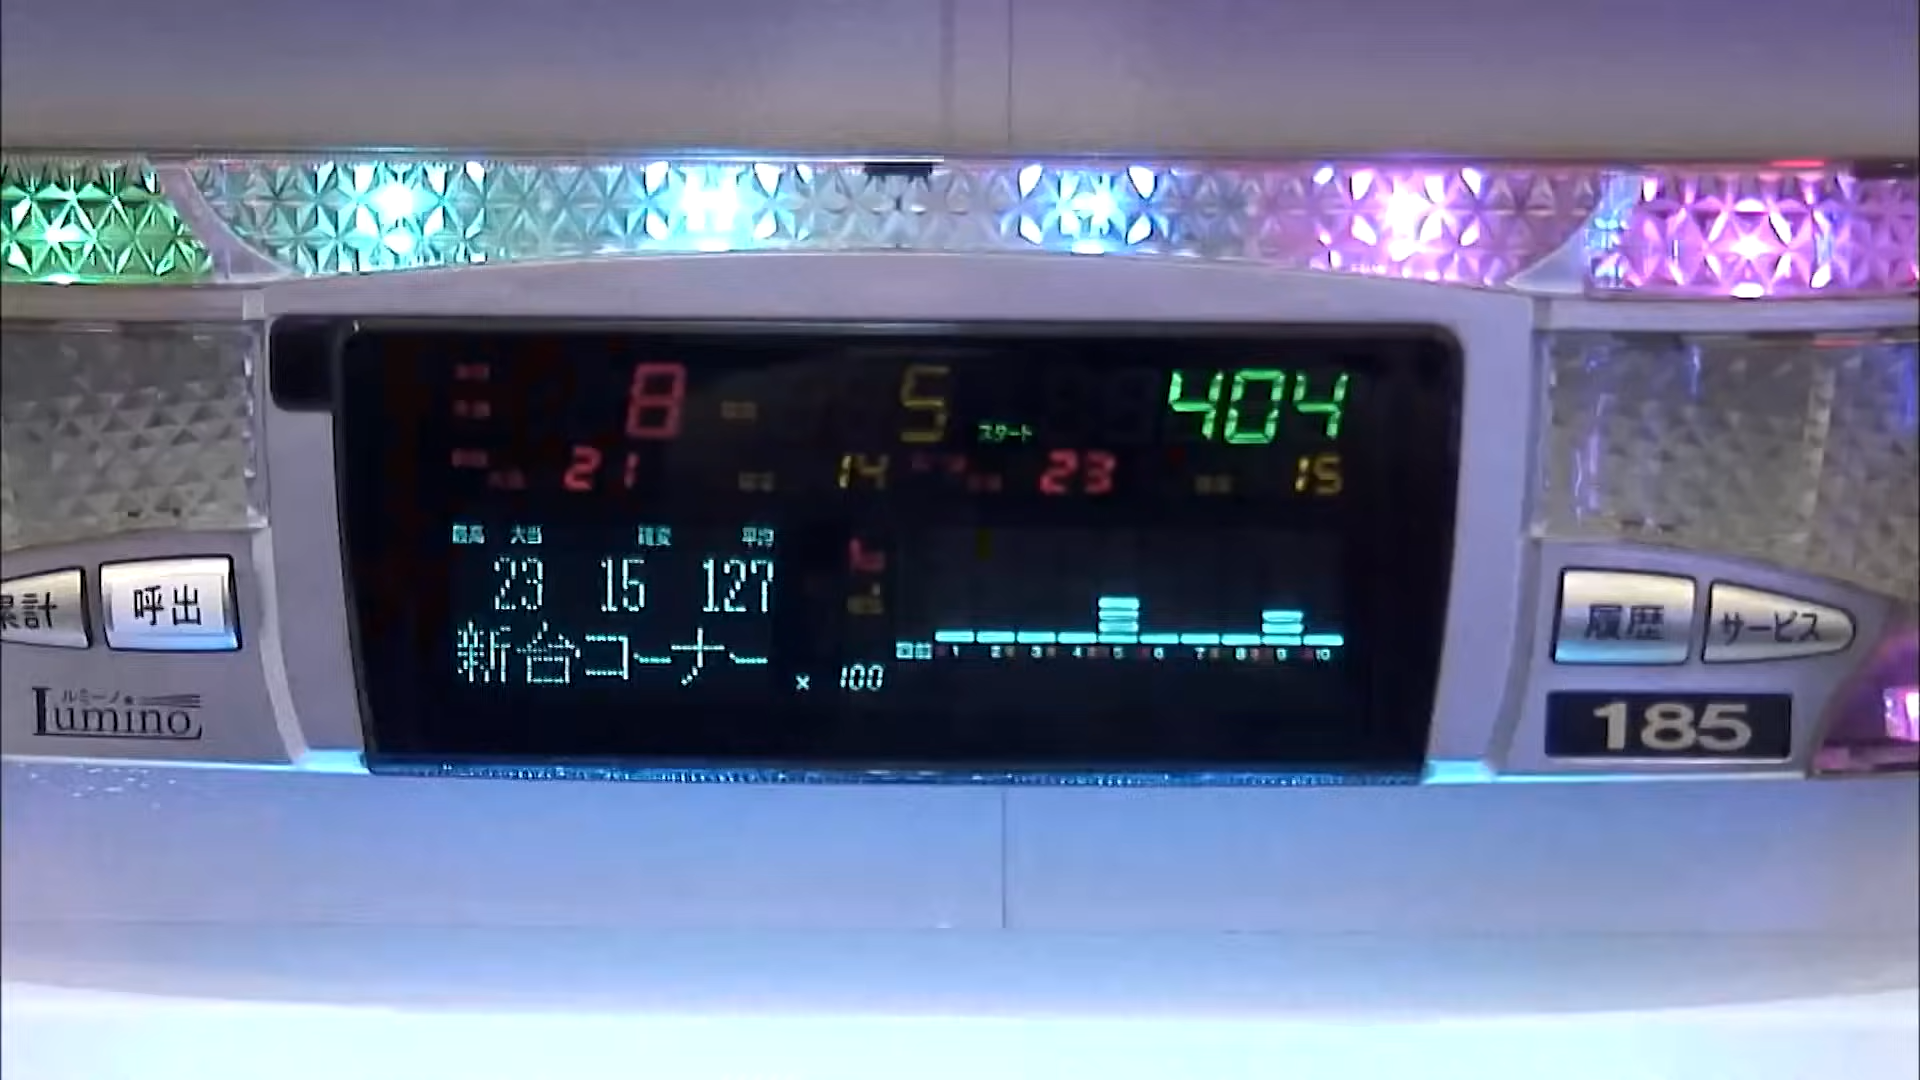 8 5 スタート 404
21 14 23 15
最高 大当 確変 平均
23 15 127
新台コーナー
× 100
1 2 3 4 5 6 7 8 9 10
累計 呼出
ルミーノ
Lumino
履歴 サービス
185